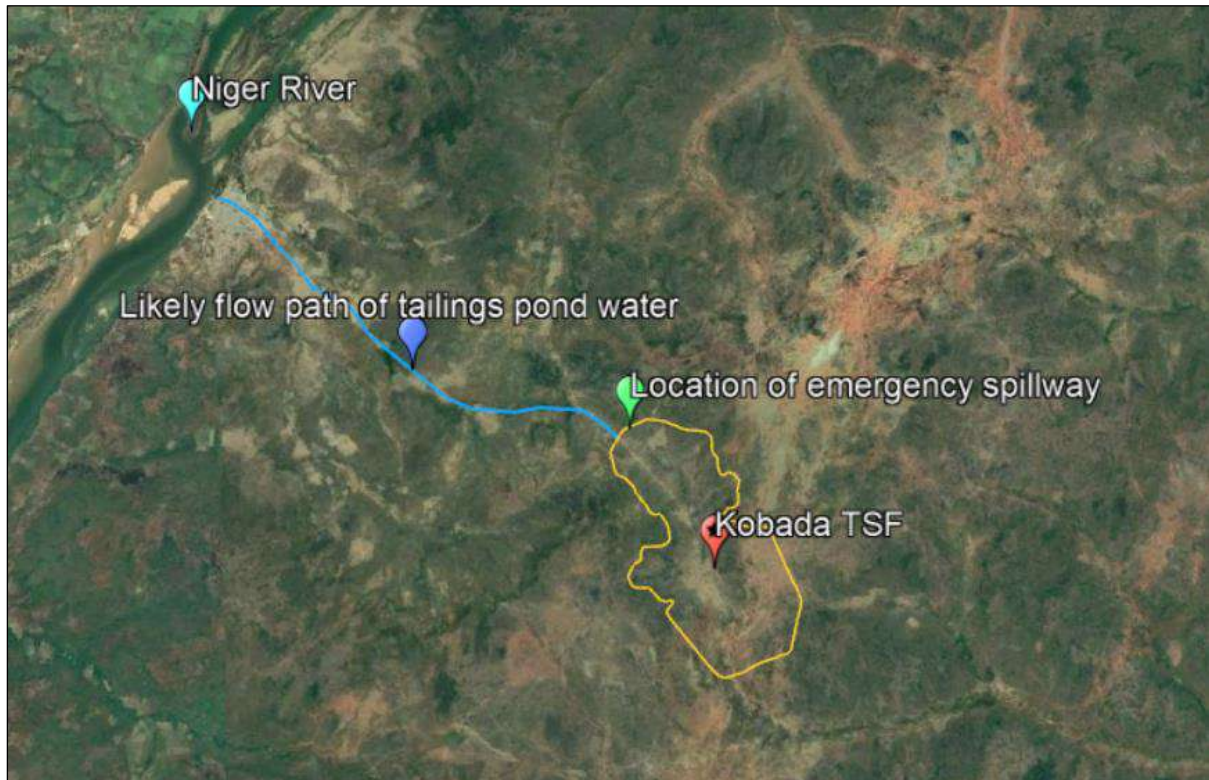 Niger River
Likely flow path of tailings pond water
Location of emergency spillway
Kobada TSF